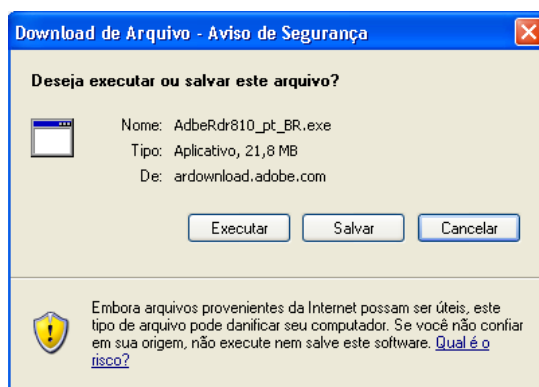 Download de Arquivo - Aviso de Segurança
Deseja executar ou salvar este arquivo?
Nome: AdbeRdr810_pt_BR.exe
Tipo: Aplicativo, 21,8 MB
De: ardownload.adobe.com
Executar Salvar Cancelar
Embora arquivos provenientes da Internet possam ser úteis, este
tipo de arquivo pode danificar seu computador. Se você não confiar
em sua origem, não execute nem salve este software. Qual é o
risco?